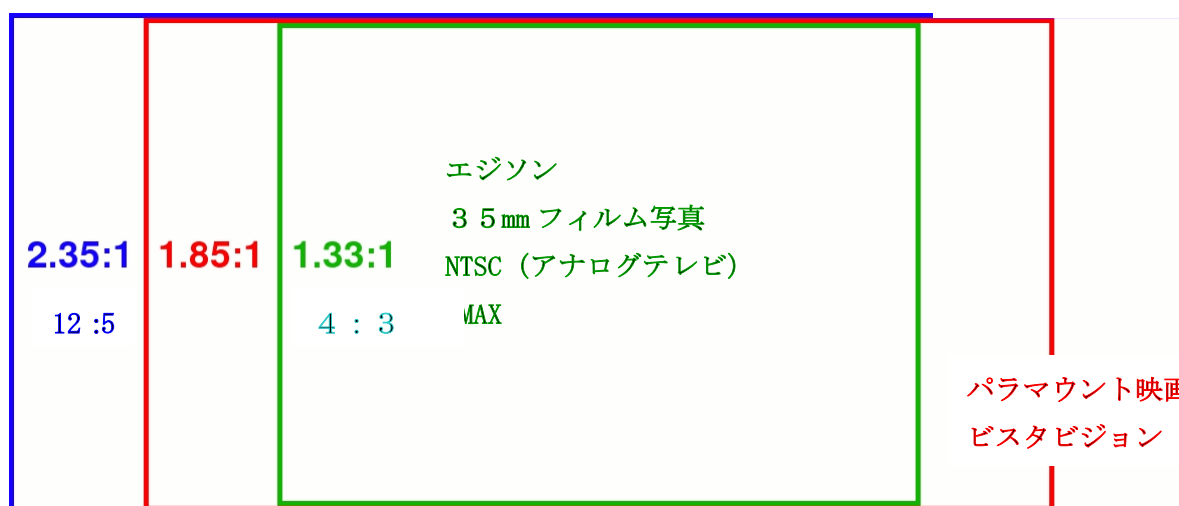 エジソン
35mmフィルム写真
NTSC（アナログテレビ）
MAX
2.35:1
1.85:1
1.33:1
12:5
4：3
パラマウント映画
ビスタビジョン